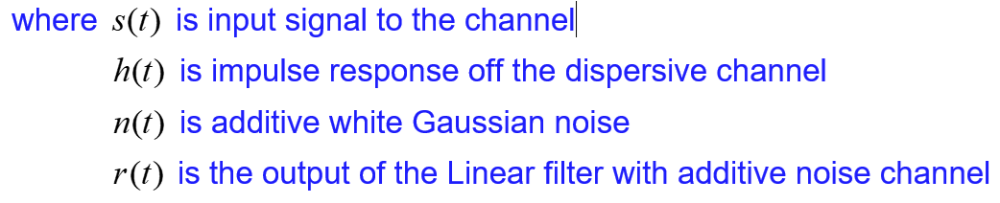 where s(t) is input signal to the channel
h(t) is impulse response off the dispersive channel
n(t) is additive white Gaussian noise
r(t) is the output of the Linear filter with additive noise channel